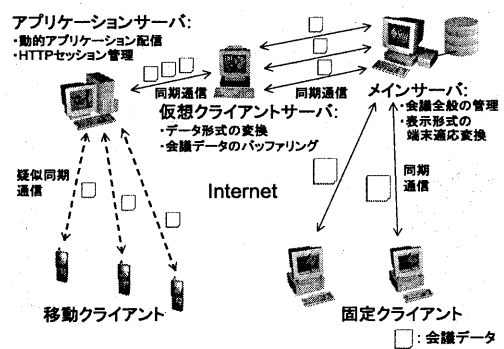 アプリケーションサーバ:
・動的アプリケーション配信
・HTTPセッション管理
同期通信
同期通信
仮想クライアントサーバ:
・データ形式の変換
・会議データのバッファリング
メインサーバ:
・会議全般の管理
・表示形式の
端末適応変換
疑似同期
通信
Internet
同期
通信
移動クライアント
固定クライアント
:会議データ